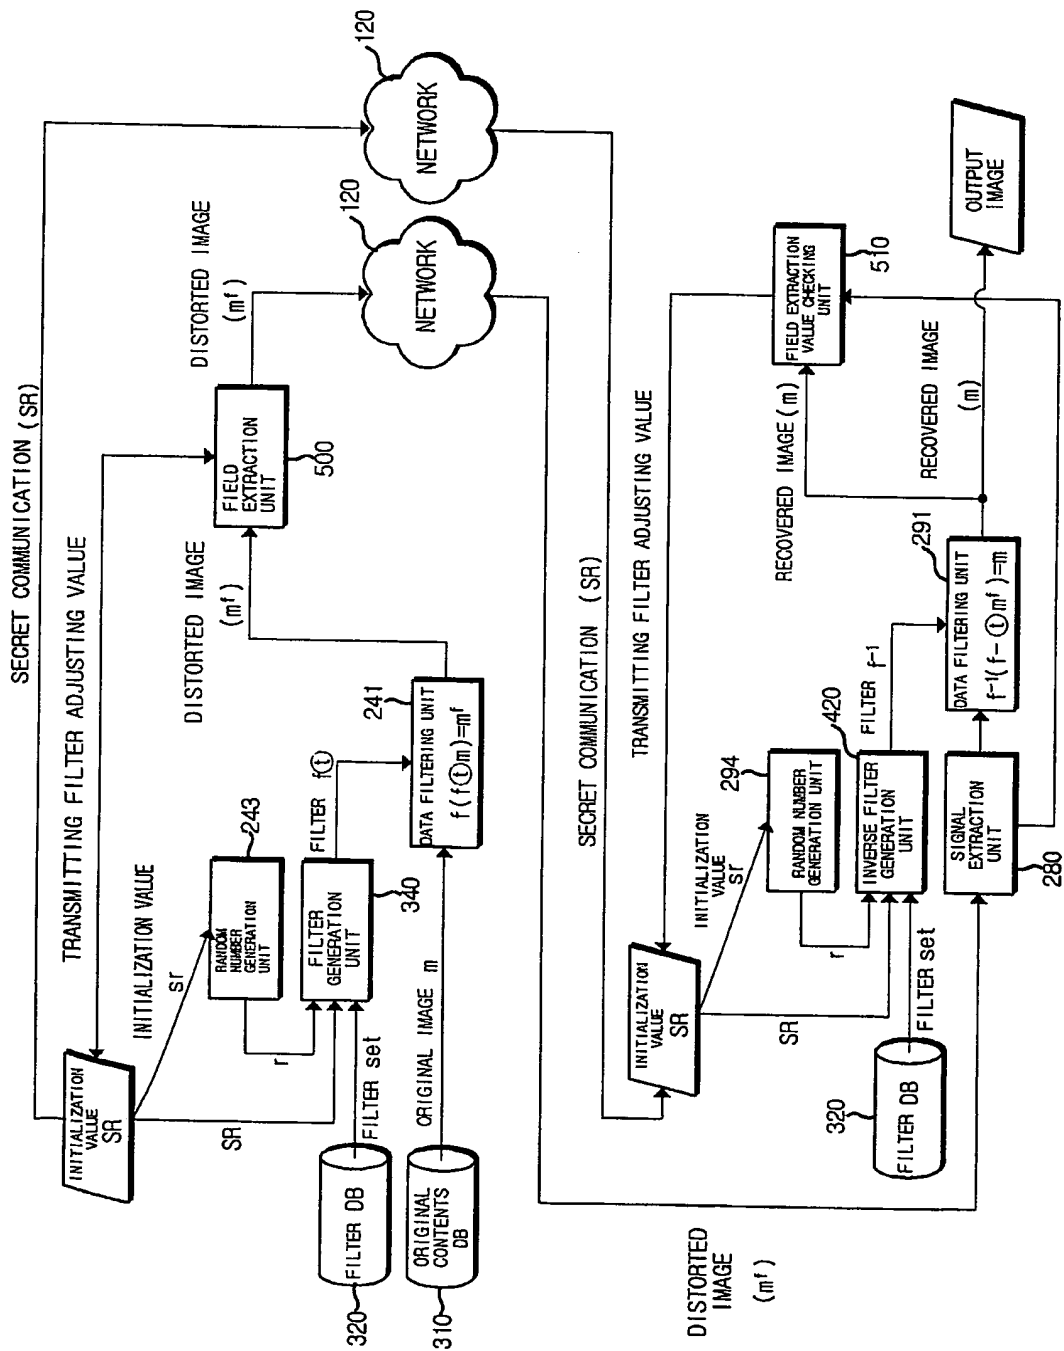 SECRET COMMUNICATION (SR)
TRANSMITTING FILTER ADJUSTING VALUE
INITIALIZATION
VALUE
SR
INITIALIZATION VALUE
sr
243
RANDOM
NUMBER
GENERATION
UNIT
r
SR
FILTER
GENERATION
UNIT
340
FILTER f(t)
FILTER DB
320
FILTER set
ORIGINAL
CONTENTS
DB
310
ORIGINAL IMAGE m
241
DATA FILTERING UNIT
f(f(t)m)=mᶠ
DISTORTED IMAGE
(mᶠ)
FIELD
EXTRACTION
UNIT
500
DISTORTED IMAGE
(mᶠ)
NETWORK
120
NETWORK
120
SECRET COMMUNICATION (SR)
TRANSMITTING FILTER ADJUSTING VALUE
INITIALIZATION
VALUE
SR
INITIALIZATION
VALUE
sr
294
RANDOM NUMBER
GENERATION UNIT
r
SR
FILTER DB
320
FILTER set
INVERSE FILTER
GENERATION
UNIT
420
FILTER f⁻¹
SIGNAL
EXTRACTION
UNIT
280
DATA FILTERING UNIT
f⁻¹(f-(t)mᶠ)=m
291
RECOVERED IMAGE(m)
FIELD EXTRACTION
VALUE CHECKING
UNIT
510
RECOVERED IMAGE
(m)
OUTPUT
IMAGE
DISTORTED
IMAGE
(mᶠ)